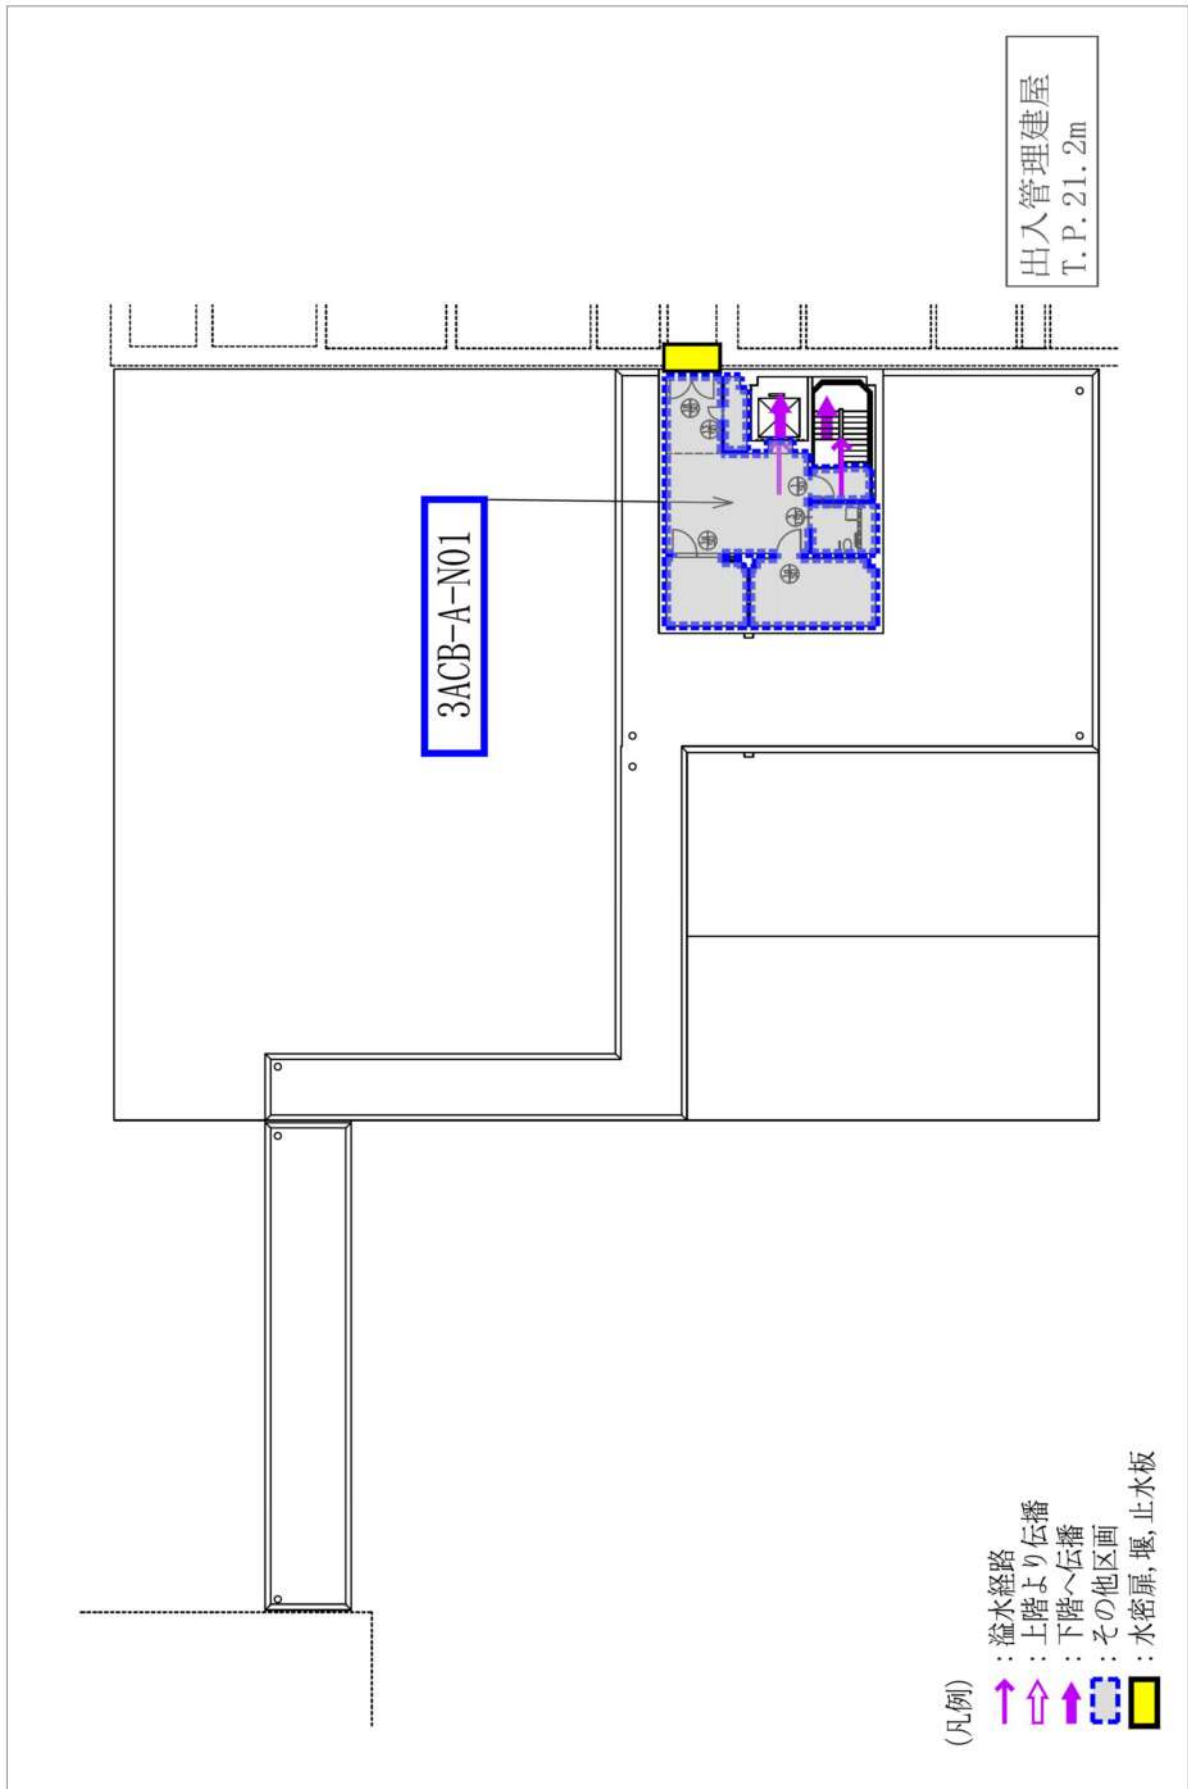 出入管理建屋
T.P.21.2m
3ACB-A-N01
(凡例)
：溢水経路
：上階より伝播
：下階へ伝播
：その他区画
：水密扉,堰,止水板